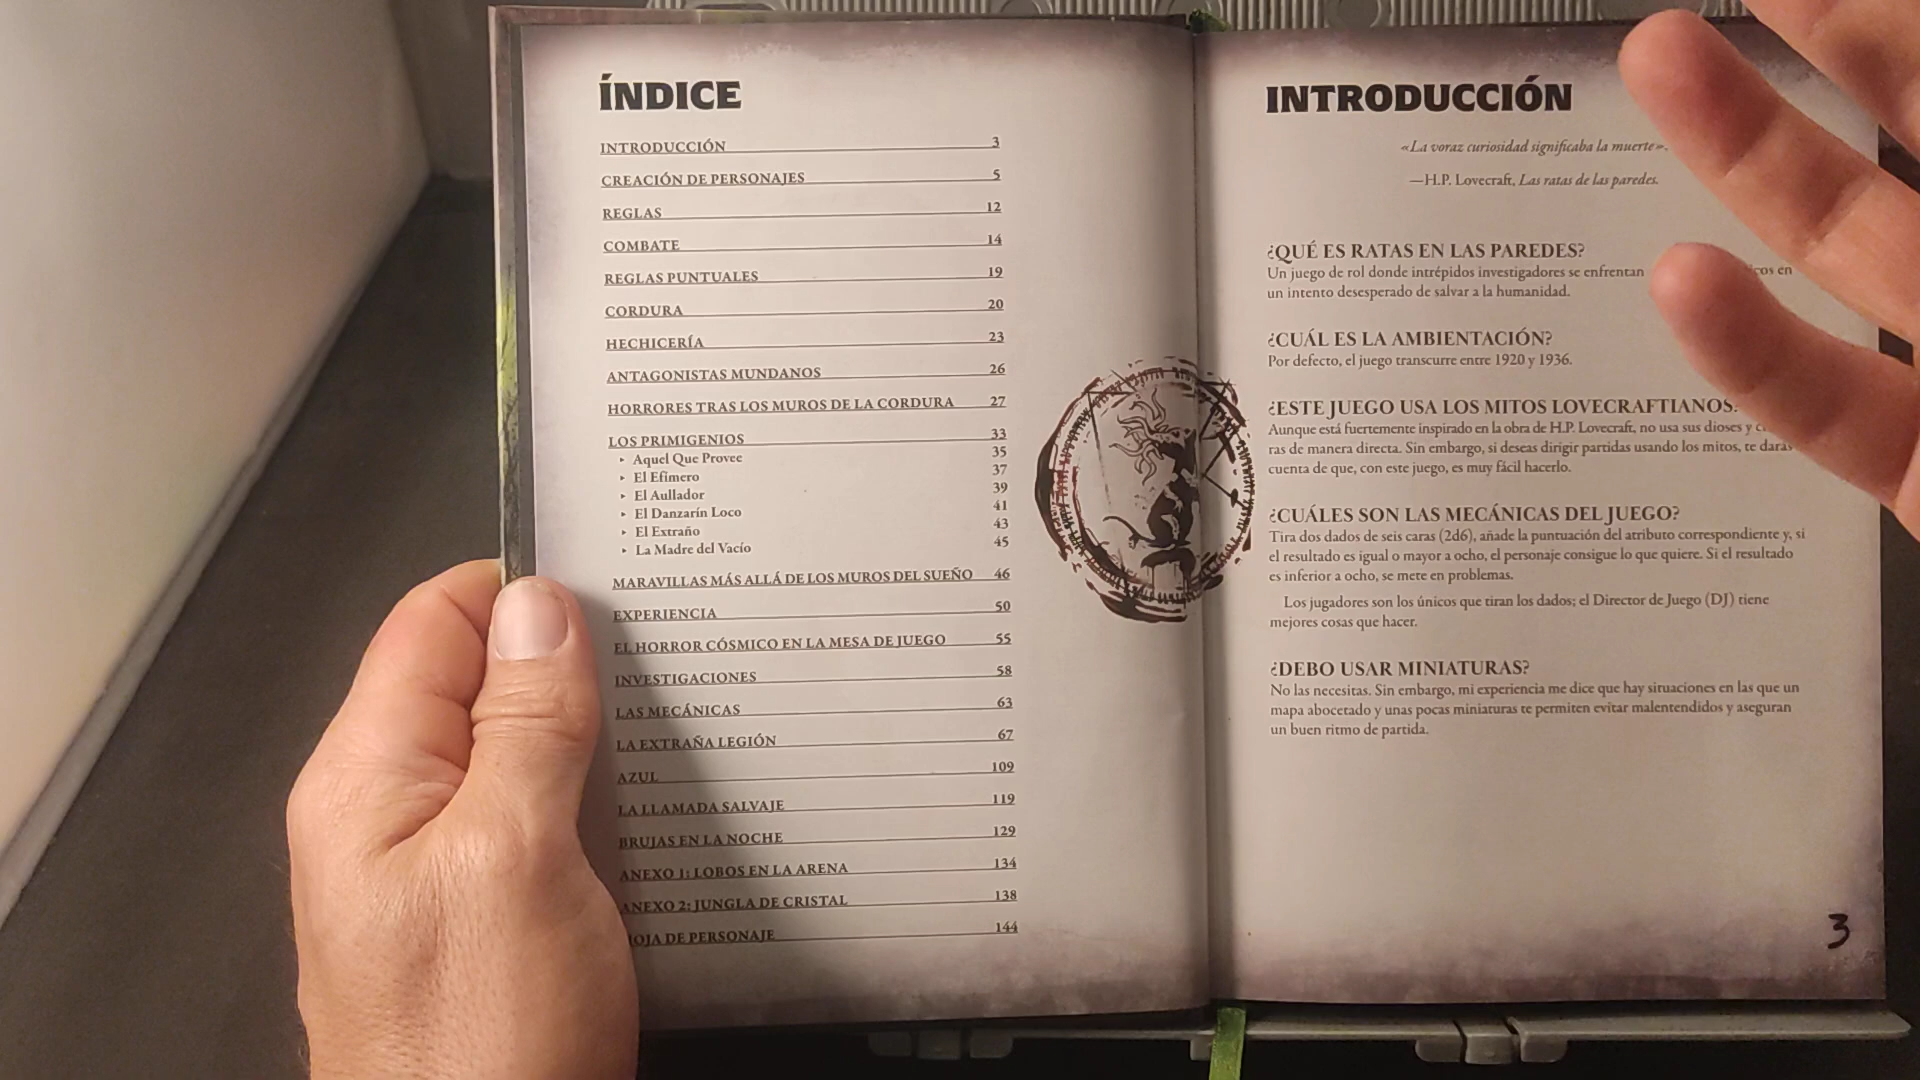 ÍNDICE
INTRODUCCIÓN 3
CREACIÓN DE PERSONAJES 5
REGLAS 12
COMBATE 14
REGLAS PUNTUALES 19
CORDURA 20
HECHICERÍA 23
ANTAGONISTAS MUNDANOS 26
HORRORES TRAS LOS MUROS DE LA CORDURA 27
LOS PRIMIGENIOS 33
‣ Aquel Que Provee 35
‣ El Efímero 37
‣ El Aullador 39
‣ El Danzarín Loco 41
‣ El Extraño 43
‣ La Madre del Vacío 45
MARAVILLAS MÁS ALLÁ DE LOS MUROS DEL SUEÑO 46
EXPERIENCIA 50
EL HORROR CÓSMICO EN LA MESA DE JUEGO 55
INVESTIGACIONES 58
LAS MECÁNICAS 63
LA EXTRAÑA LEGIÓN 67
AZUL 109
LA LLAMADA SALVAJE 119
BRUJAS EN LA NOCHE 129
ANEXO 1: LOBOS EN LA ARENA 134
ANEXO 2: JUNGLA DE CRISTAL 138
HOJA DE PERSONAJE 144
INTRODUCCIÓN
«La voraz curiosidad significaba la muerte».
—H.P. Lovecraft, Las ratas de las paredes.
¿QUÉ ES RATAS EN LAS PAREDES?
Un juego de rol donde intrépidos investigadores se enfrentan en
un intento desesperado de salvar a la humanidad.
¿CUÁL ES LA AMBIENTACIÓN?
Por defecto, el juego transcurre entre 1920 y 1936.
¿ESTE JUEGO USA LOS MITOS LOVECRAFTIANOS?
Aunque está fuertemente inspirado en la obra de H.P. Lovecraft, no usa sus dioses y
ras de manera directa. Sin embargo, si deseas dirigir partidas usando los mitos, te darás
cuenta de que, con este juego, es muy fácil hacerlo.
¿CUÁLES SON LAS MECÁNICAS DEL JUEGO?
Tira dos dados de seis caras (2d6), añade la puntuación del atributo correspondiente y, si
el resultado es igual o mayor a ocho, el personaje consigue lo que quiere. Si el resultado
es inferior a ocho, se mete en problemas.
Los jugadores son los únicos que tiran los dados; el Director de Juego (DJ) tiene
mejores cosas que hacer.
¿DEBO USAR MINIATURAS?
No las necesitas. Sin embargo, mi experiencia me dice que hay situaciones en las que un
mapa abocetado y unas pocas miniaturas te permiten evitar malentendidos y aseguran
un buen ritmo de partida.
3